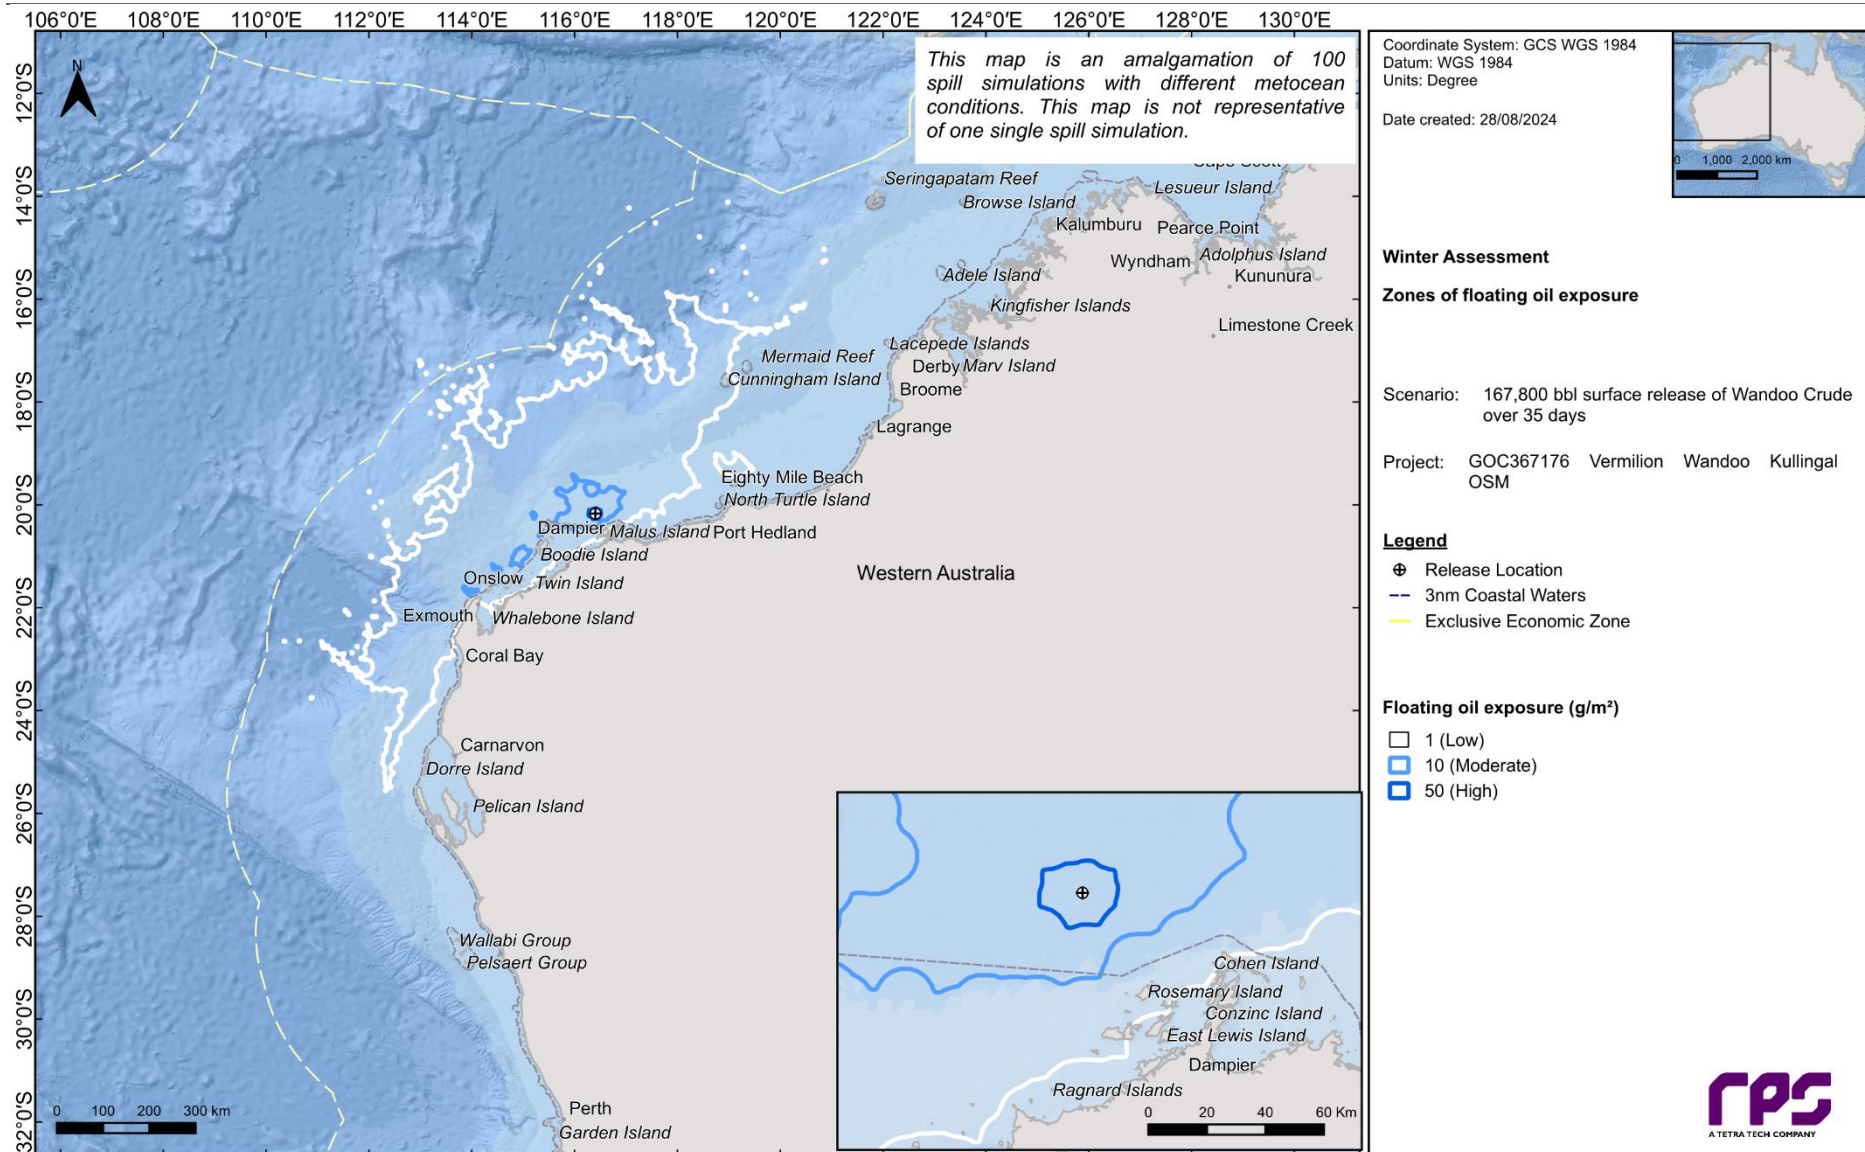 106°0'E 108°0'E 110°0'E 112°0'E 114°0'E 116°0'E 118°0'E 120°0'E 122°0'E 124°0'E 126°0'E 128°0'E 130°0'E
12°0'S
14°0'S
16°0'S
18°0'S
20°0'S
22°0'S
24°0'S
26°0'S
28°0'S
30°0'S
32°0'S
N
This map is an amalgamation of 100
spill simulations with different metocean
conditions. This map is not representative
of one single spill simulation.
Seringapatam Reef
Lesueur Island
Browse Island
Kalumburu
Pearce Point
Wyndham
Adolphus Island
Adele Island
Kununura
Kingfisher Islands
Limestone Creek
Lacepede Islands
Mermaid Reef
Derby
Marv Island
Cunningham Island
Broome
Lagrange
Eighty Mile Beach
North Turtle Island
Dampier
Malus Island
Port Hedland
Boodie Island
Western Australia
Onslow
Twin Island
Exmouth
Whalebone Island
Coral Bay
Carnarvon
Dorre Island
Pelican Island
Wallabi Group
Pelsaert Group
Perth
Garden Island
0 100 200 300 km
Cohen Island
Rosemary Island
Conzinc Island
East Lewis Island
Dampier
Ragnard Islands
0 20 40 60 Km
Coordinate System: GCS WGS 1984
Datum: WGS 1984
Units: Degree
Date created: 28/08/2024
0 1,000 2,000 km
Winter Assessment
Zones of floating oil exposure
Scenario: 167,800 bbl surface release of Wandoo Crude
over 35 days
Project: GOC367176 Vermilion Wandoo Kullingal
OSM
Legend
Release Location
3nm Coastal Waters
Exclusive Economic Zone
Floating oil exposure (g/m²)
1 (Low)
10 (Moderate)
50 (High)
rps
A TETRA TECH COMPANY